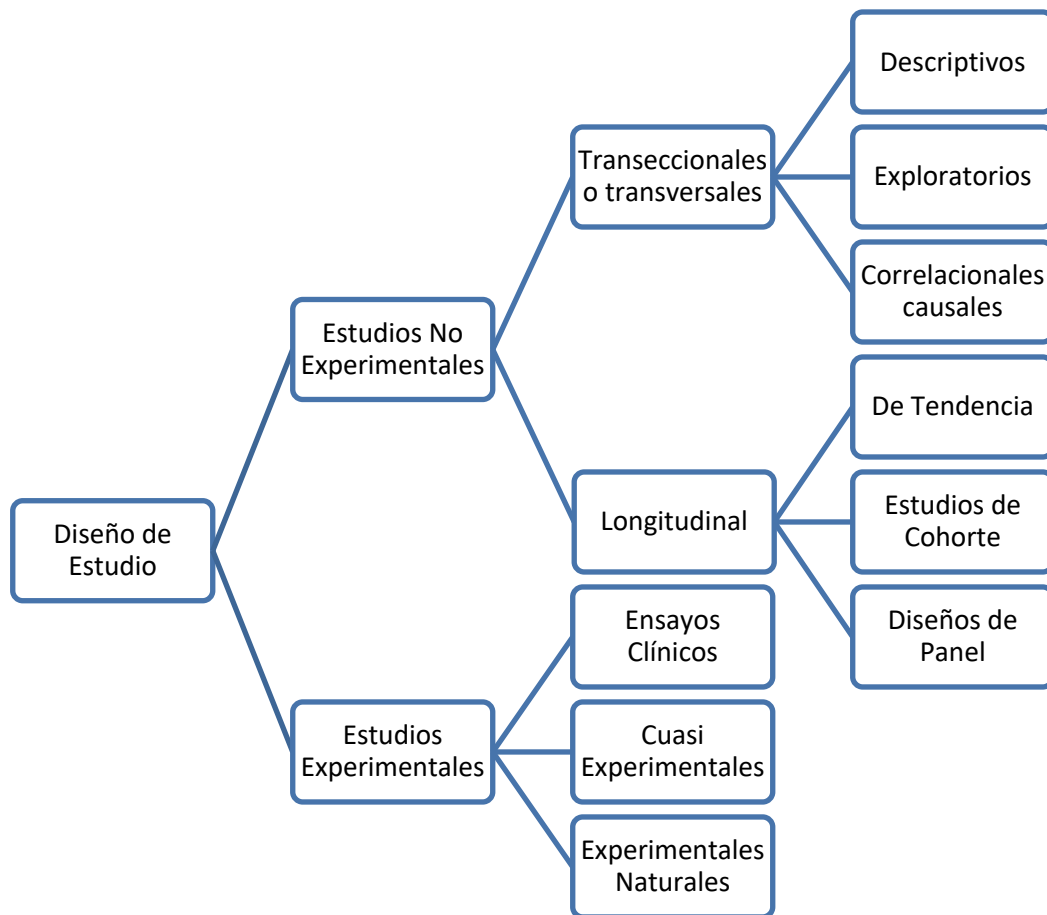 Diseño de
Estudio
Estudios No
Experimentales
Transeccionales
o transversales
Descriptivos
Exploratorios
Correlacionales
causales
Longitudinal
De Tendencia
Estudios de
Cohorte
Diseños de
Panel
Estudios
Experimentales
Ensayos
Clínicos
Cuasi
Experimentales
Experimentales
Naturales